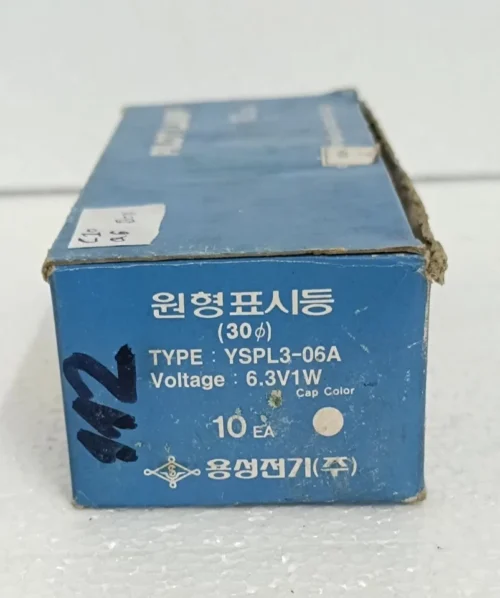 원형표시등
(30ϕ)
TYPE : YSPL3-06A
Voltage : 6.3V1W
Cap Color
10 EA
용성전기(주)